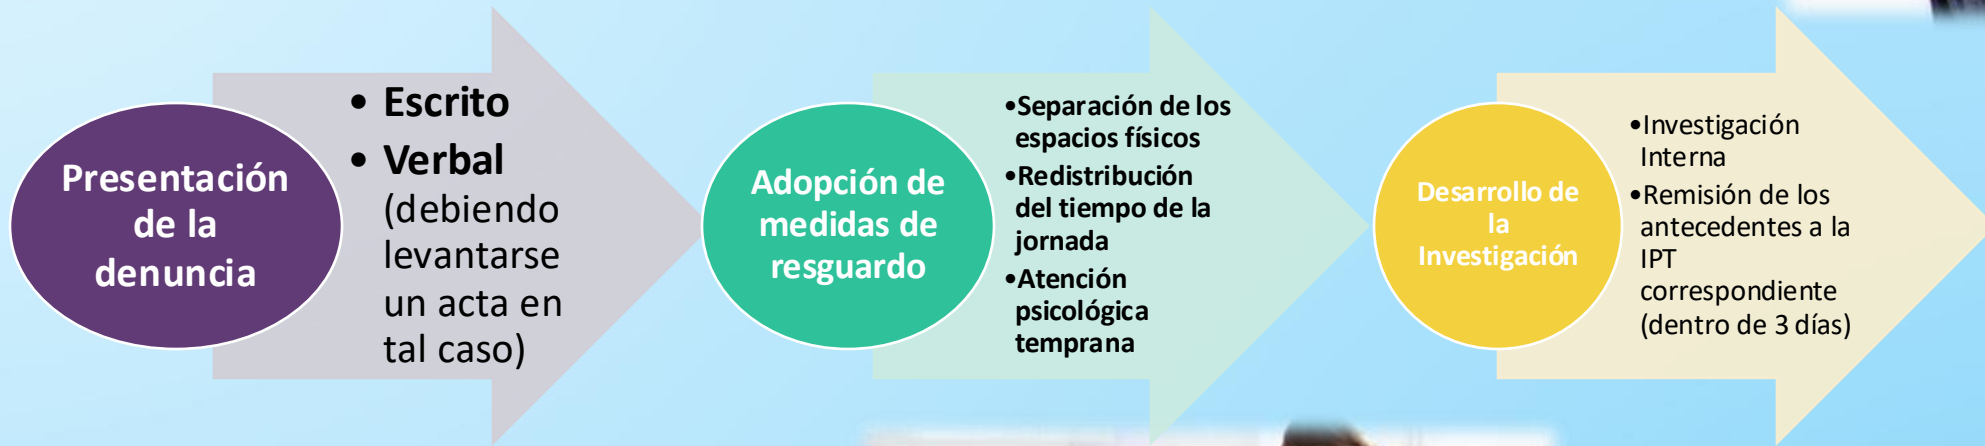 Presentación
de la
denuncia
• Escrito
• Verbal
(debiendo
levantarse
un acta en
tal caso)
Adopción de
medidas de
resguardo
•Separación de los
espacios físicos
•Redistribución
del tiempo de la
jornada
•Atención
psicológica
temprana
Desarrollo de
la
Investigación
•Investigación
Interna
•Remisión de los
antecedentes a la
IPT
correspondiente
(dentro de 3 días)